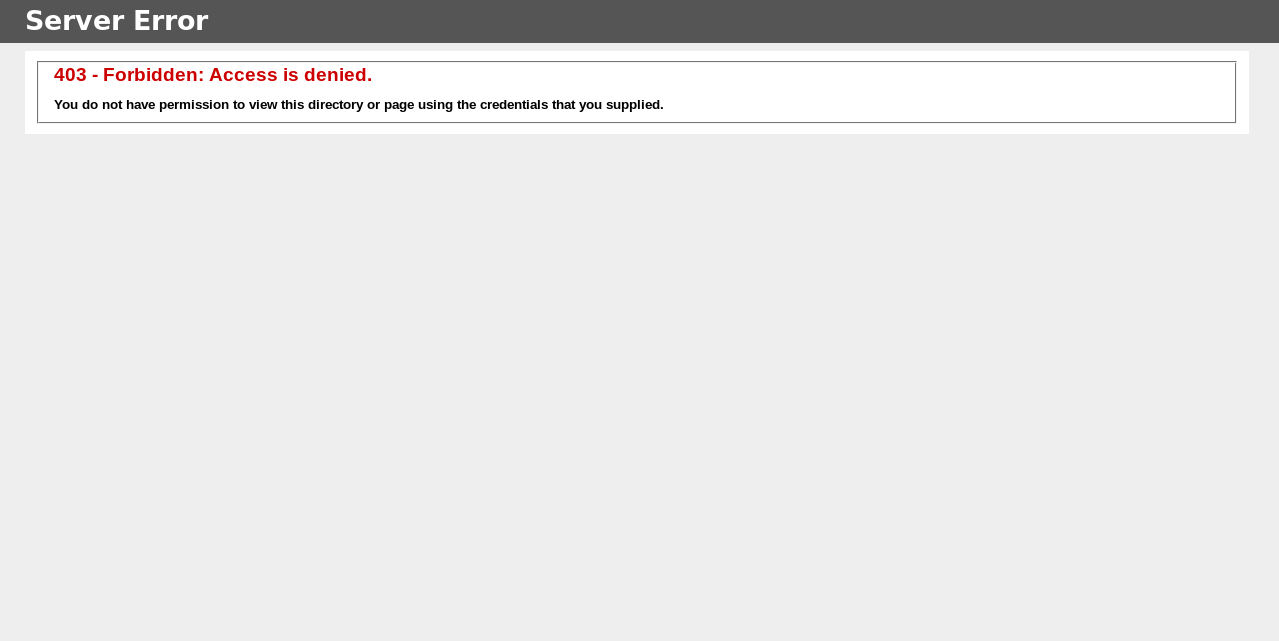 Server Error
403 - Forbidden: Access is denied.
You do not have permission to view this directory or page using the credentials that you supplied.